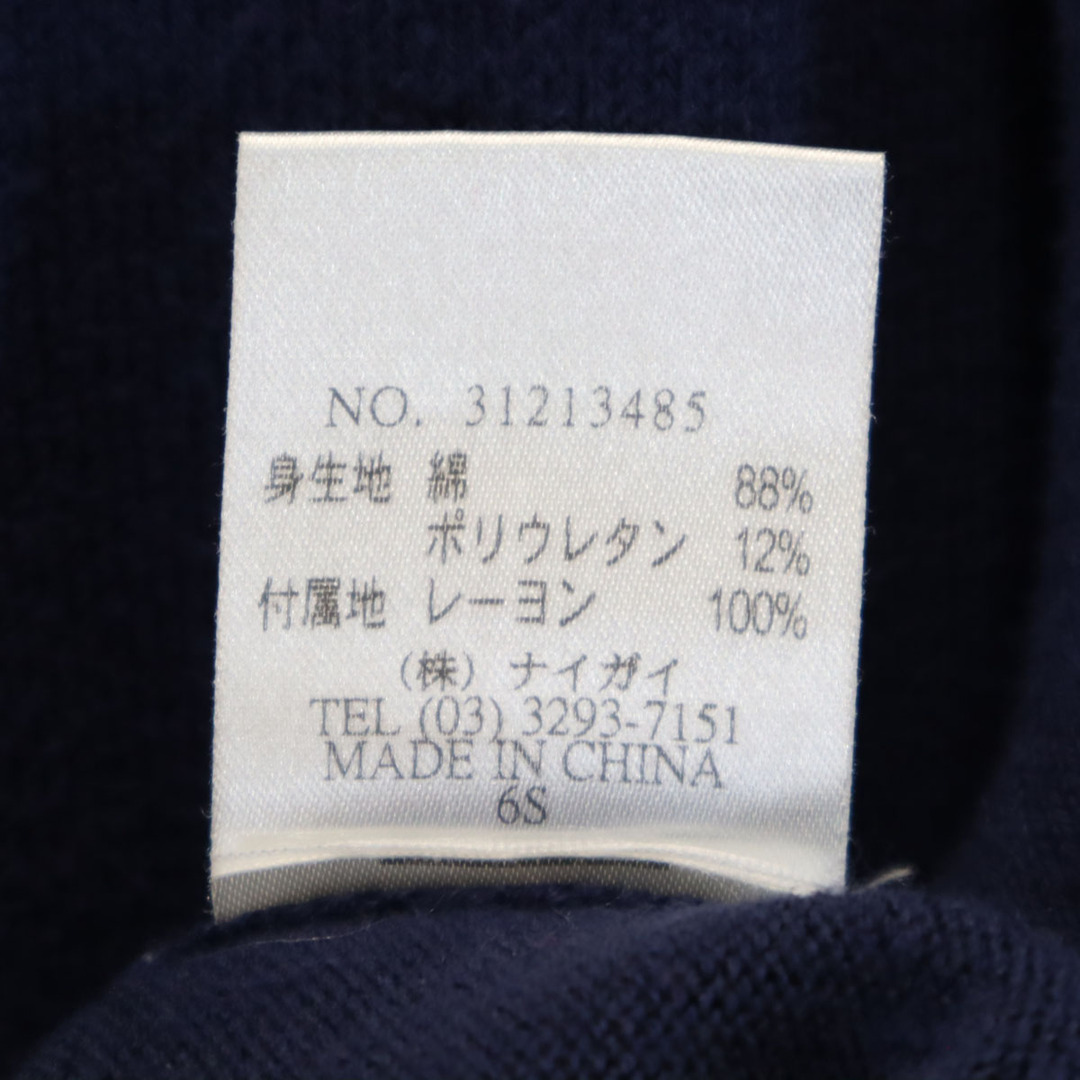 NO. 31213485
身生地 綿 88%
ポリウレタン 12%
付属地 レーヨン 100%
(株) ナイガイ
TEL (03) 3293-7151
MADE IN CHINA
6S